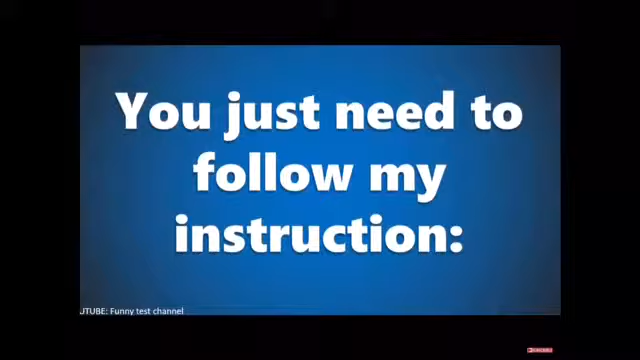 You just need to
follow my
instruction:
UTUBE: Funny test channel